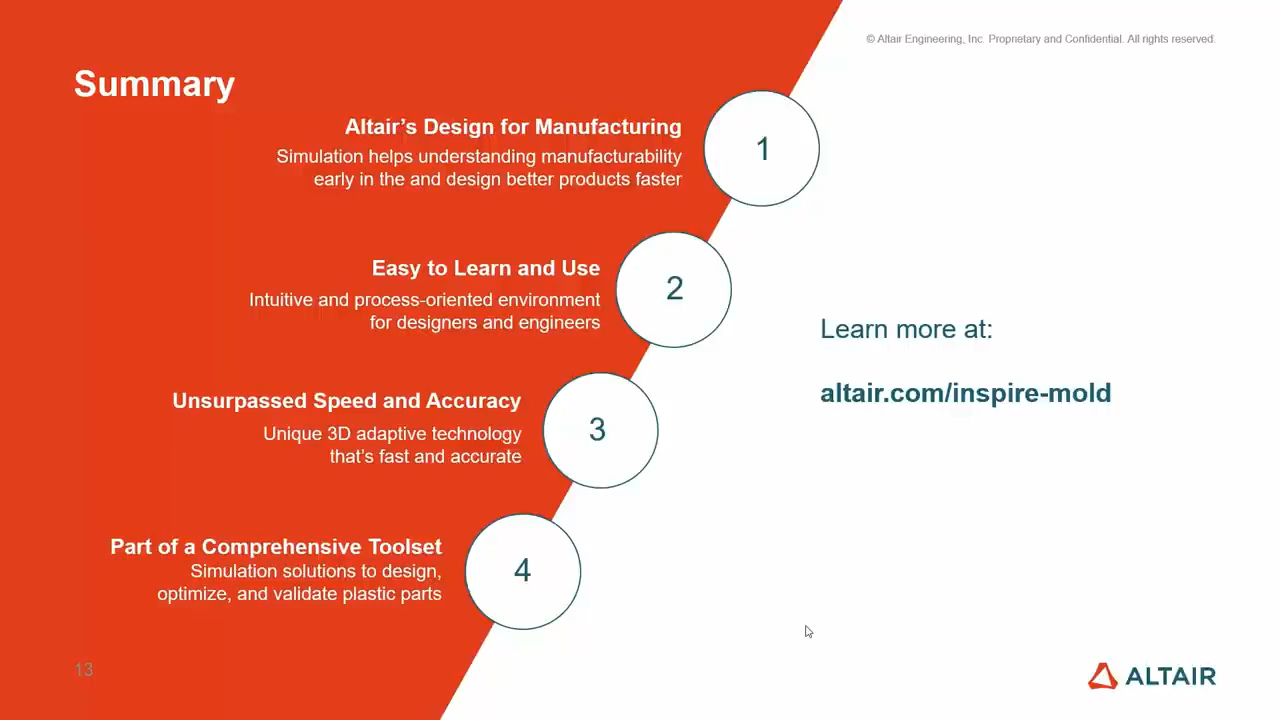 © Altair Engineering, Inc. Proprietary and Confidential. All rights reserved.
Summary
Altair’s Design for Manufacturing
Simulation helps understanding manufacturability
early in the and design better products faster
1
Easy to Learn and Use
Intuitive and process-oriented environment
for designers and engineers
2
Unsurpassed Speed and Accuracy
Unique 3D adaptive technology
that’s fast and accurate
3
Part of a Comprehensive Toolset
Simulation solutions to design,
optimize, and validate plastic parts
4
Learn more at:
altair.com/inspire-mold
13
ALTAIR